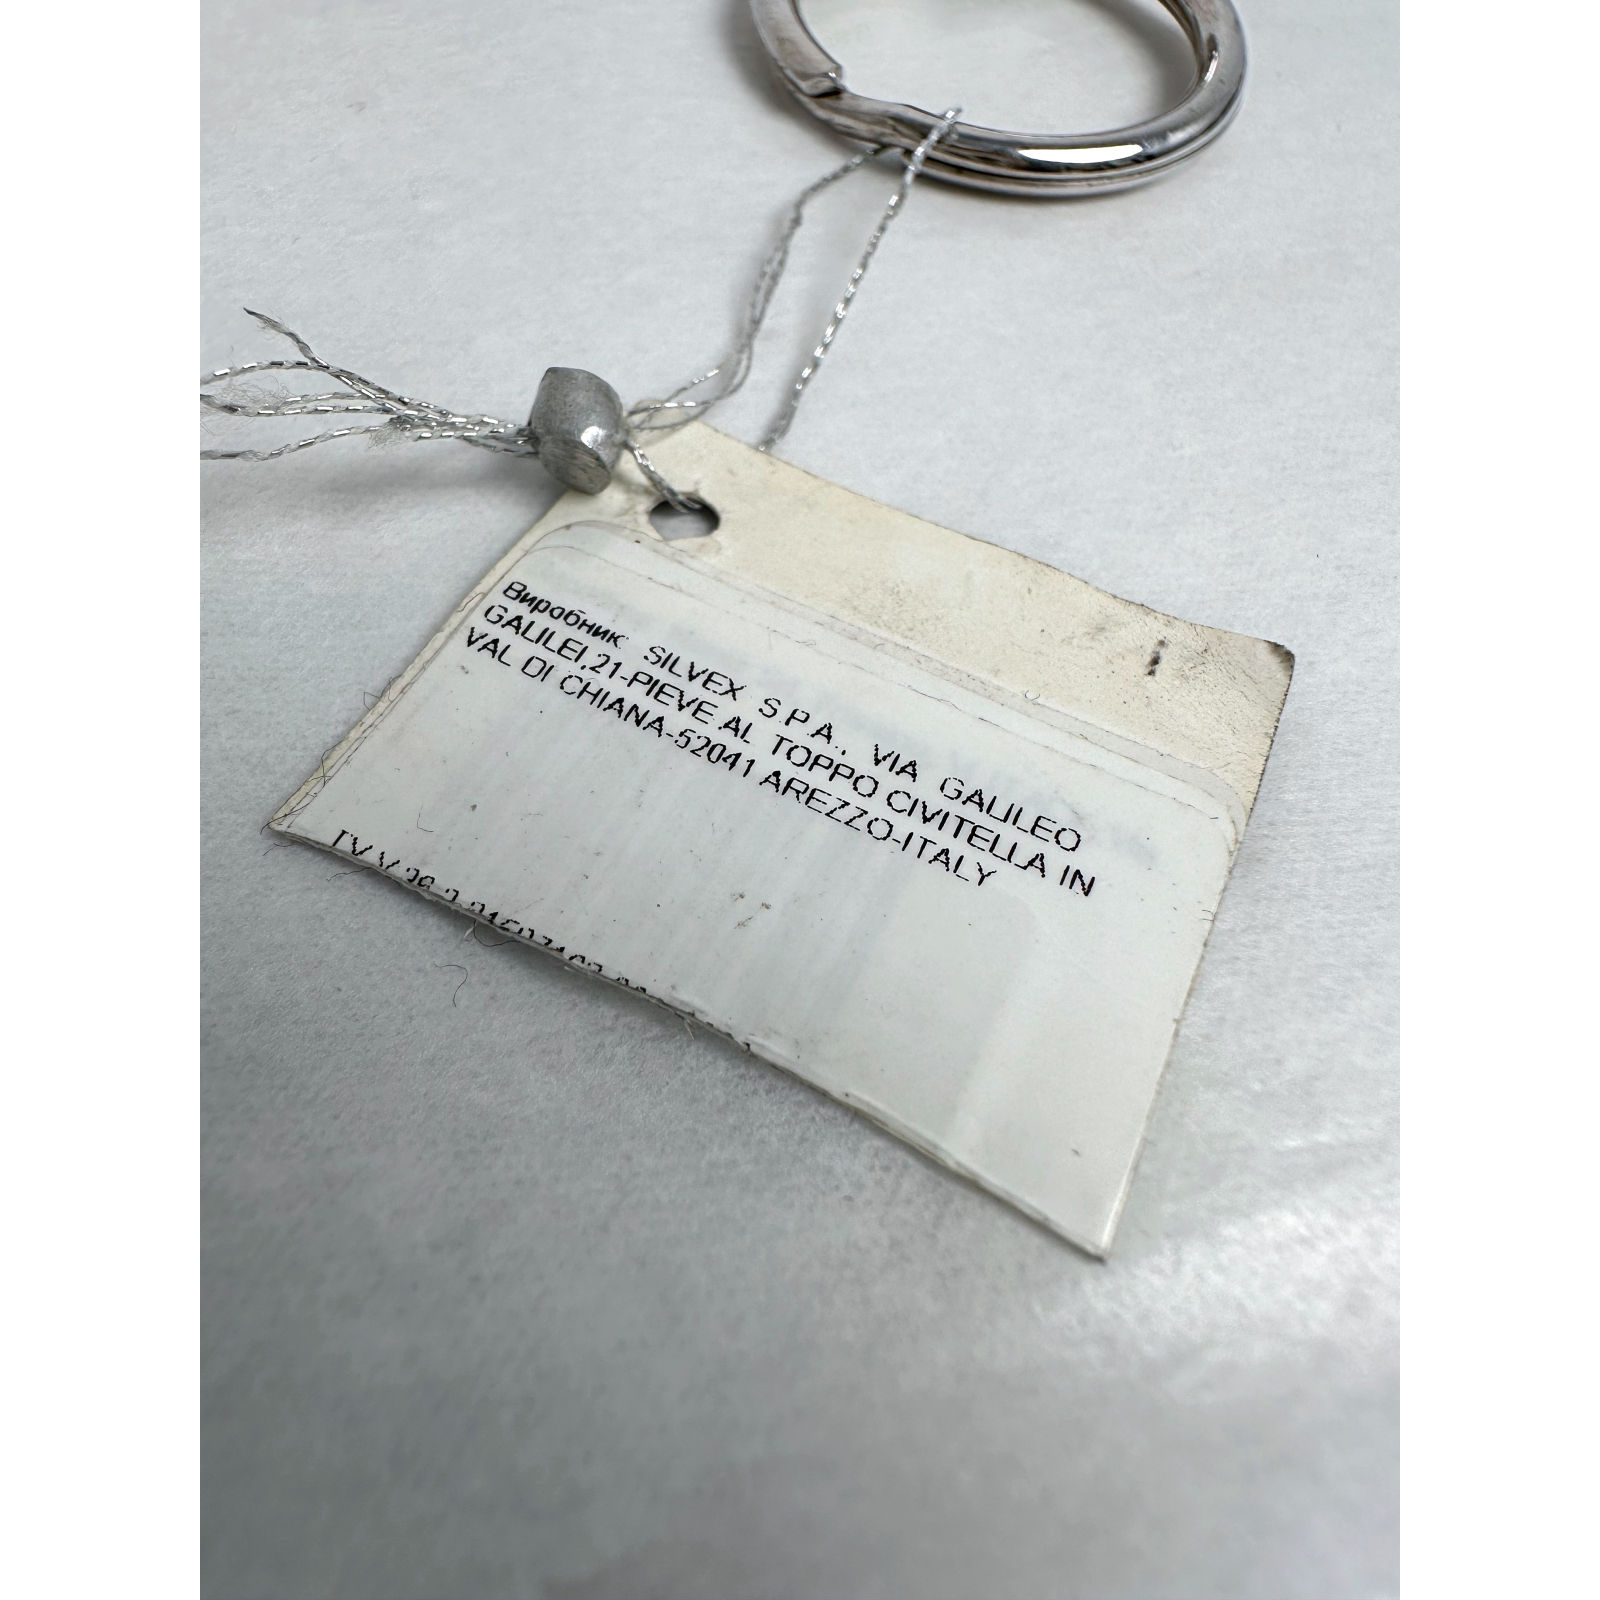 Виробник: SILVEX S.P.A., VIA GALILEO
GALILEI,21-PIEVE AL TOPPO CIVITELLA IN
VAL DI CHIANA-52041 AREZZO-ITALY